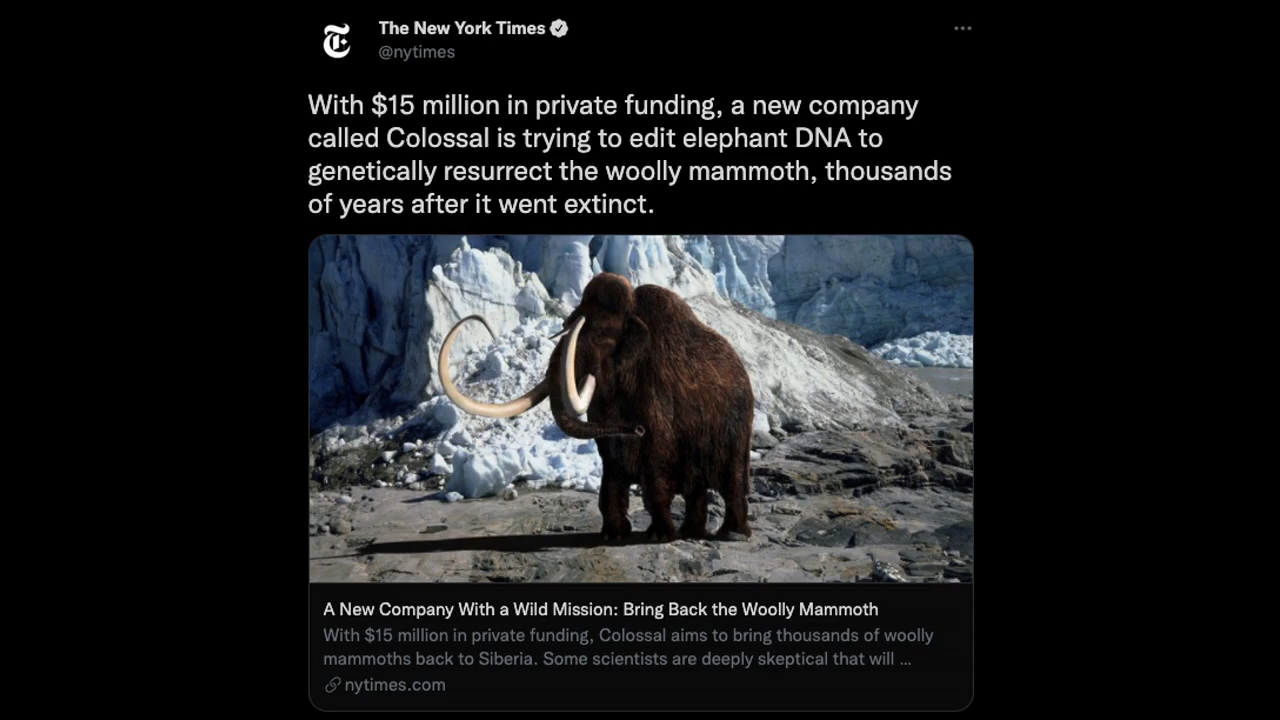 The New York Times
@nytimes
With $15 million in private funding, a new company
called Colossal is trying to edit elephant DNA to
genetically resurrect the woolly mammoth, thousands
of years after it went extinct.
A New Company With a Wild Mission: Bring Back the Woolly Mammoth
With $15 million in private funding, Colossal aims to bring thousands of woolly
mammoths back to Siberia. Some scientists are deeply skeptical that will ...
nytimes.com